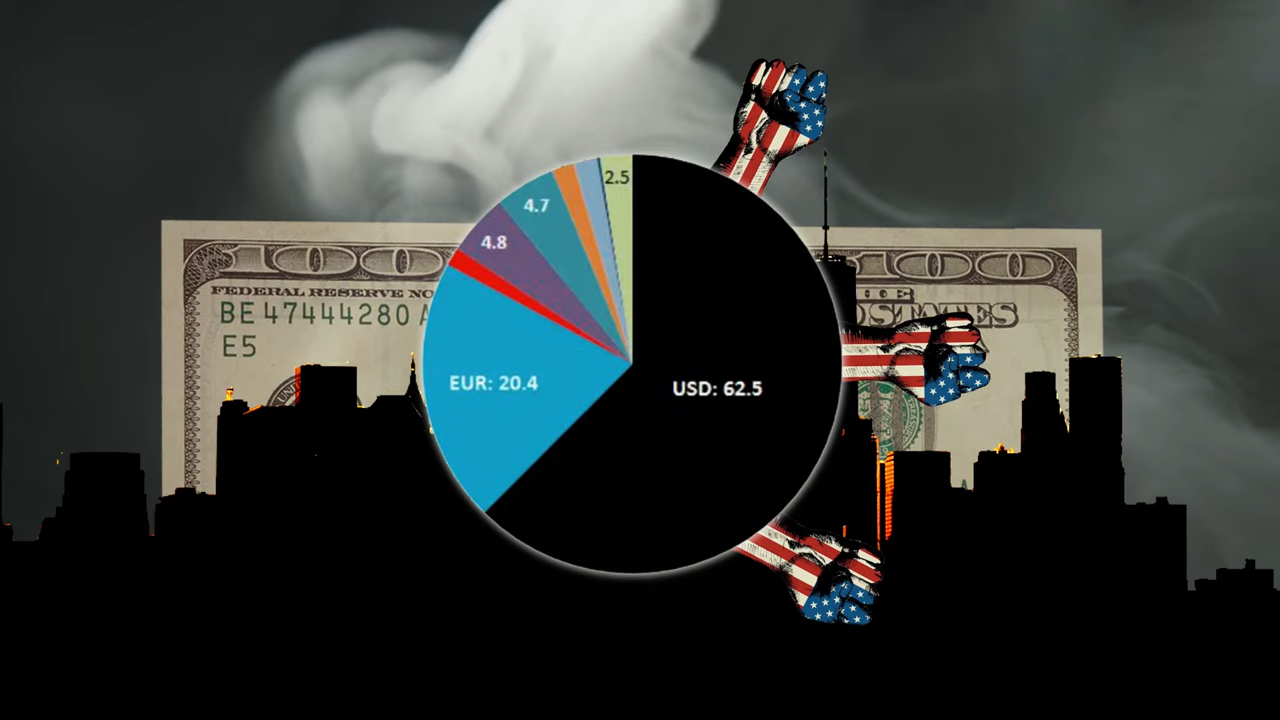 2.5
4.7
4.8
EUR: 20.4
USD: 62.5
100
FEDERAL RESERVE NO
BE 47444280 A
E5
100
THE
STATES